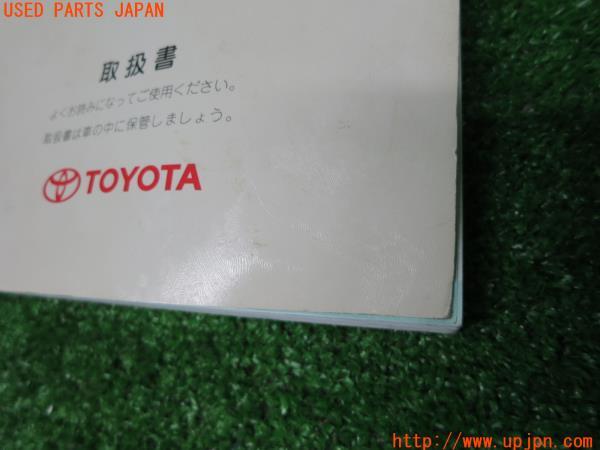 USED PARTS JAPAN
取扱書
よくお読みになってご使用ください。
取扱書は車の中に保管しましょう。
TOYOTA
http://www.upjpn.com/